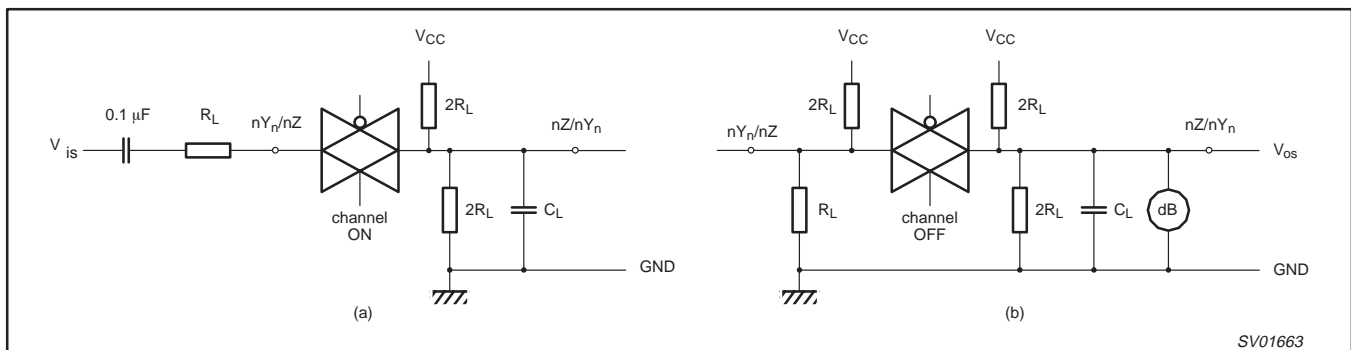 V_CC
0.1 μF
R_L
nY_n/nZ
2R_L
nZ/nY_n
V_is
2R_L
C_L
channel
ON
GND
(a)
V_CC
V_CC
2R_L
2R_L
nY_n/nZ
nZ/nY_n
V_os
R_L
channel
OFF
2R_L
C_L
dB
GND
(b)
SV01663